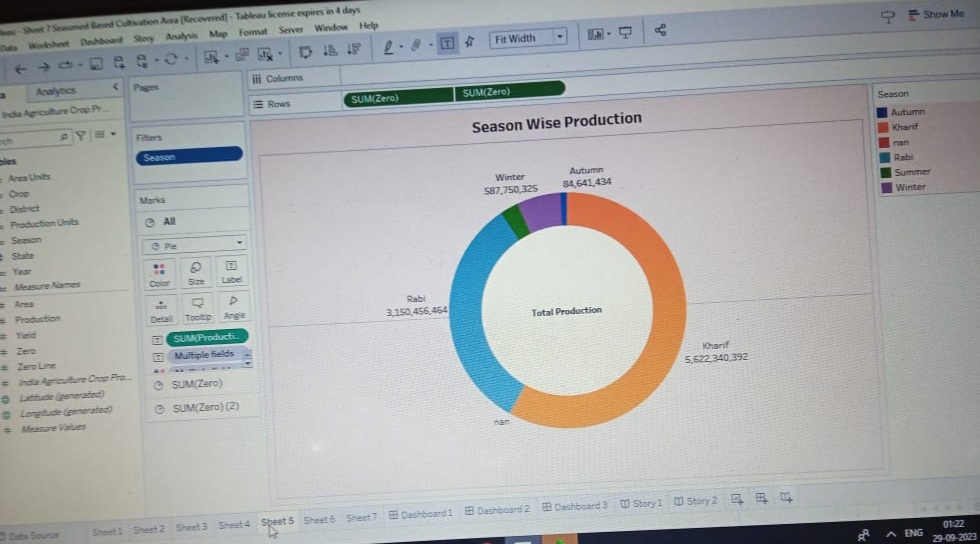 - Sheet 7 Seasoned Based Cultivation Area [Recovered] - Tableau license expires in 4 days
Data Worksheet Dashboard Story Analysis Map Format Server Window Help
Fit Width
Show Me
Analytics
India Agriculture Crop Pr...
Area Units
Crop
District
Production Units
Season
State
Year
Measure Names
Area
Production
Yield
Zero
Zero Line
India Agriculture Crop Pro...
Latitude (generated)
Longitude (generated)
Measure Values
Pages
Filters
Season
Marks
All
Pie
Color Size Label
Detail Tooltip Angle
SUM(Producti..
Multiple fields
SUM(Zero)
SUM(Zero) (2)
Columns
Rows SUM(Zero) SUM(Zero)
Season Wise Production
Winter
587,750,325
Autumn
84,641,434
Rabi
3,150,456,464
Total Production
Kharif
5,622,340,392
nan
Season
Autumn
Kharif
nan
Rabi
Summer
Winter
Data Source Sheet 1 Sheet 2 Sheet 3 Sheet 4 Sheet 5 Sheet 6 Sheet 7 Dashboard 1 Dashboard 2 Dashboard 3 Story 1 Story 2
ENG
01:22